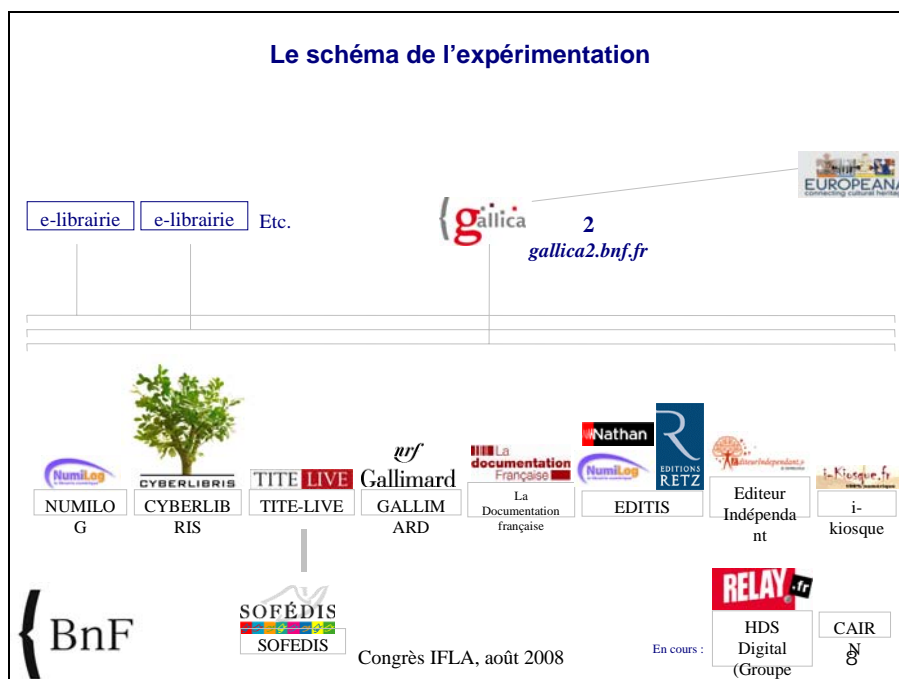 Le schéma de l'expérimentation
EUROPEANA
connecting cultural heritage
e-librairie
e-librairie
Etc.
gallica
2
gallica2.bnf.fr
NumiLog
CYBERLIBRIS
TITE LIVE
nrf
Gallimard
La
documentation
Française
Nathan
NumiLog
R
EDITIONS
RETZ
i-Kiosque.fr
NUMILO
G
CYBERLIB
RIS
TITE-LIVE
GALLIM
ARD
La
Documentation
française
EDITIS
Editeur
Indépenda
nt
i-
kiosque
BnF
SOFÉDIS
SOFEDIS
Congrès IFLA, août 2008
En cours :
RELAY.fr
HDS
Digital
(Groupe
CAIR
N
8